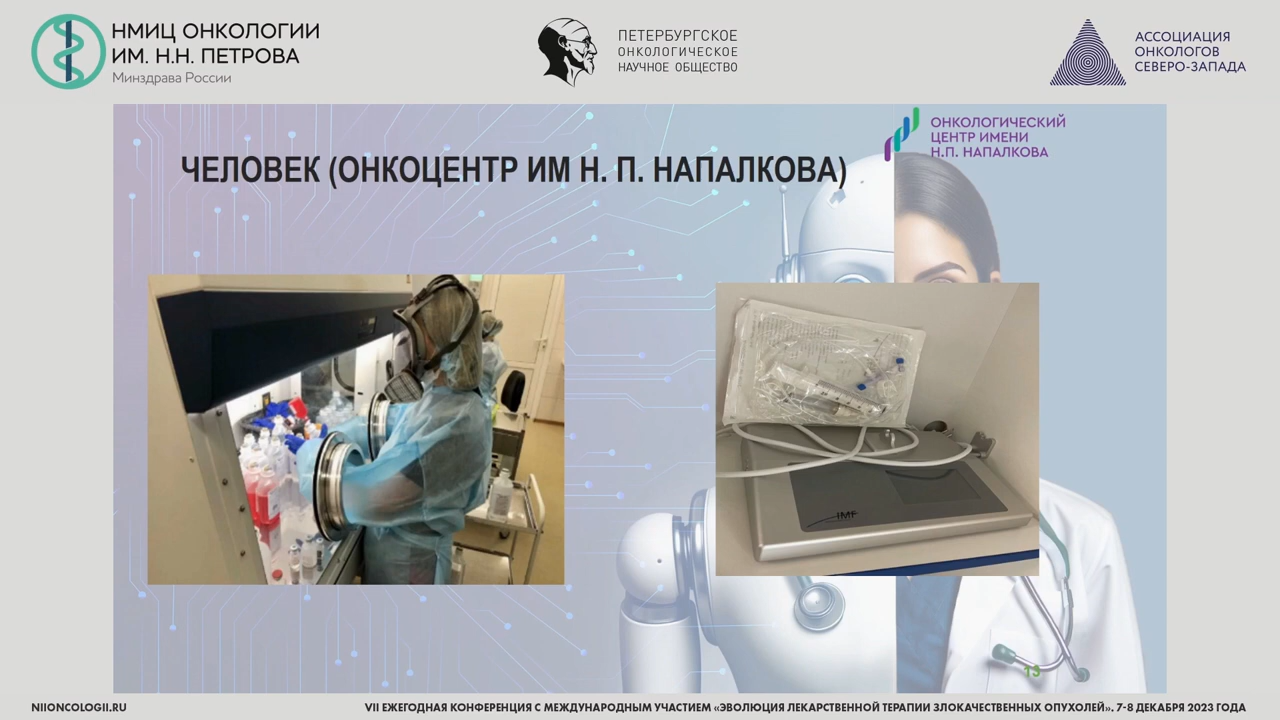 НМИЦ ОНКОЛОГИИ
ИМ. Н.Н. ПЕТРОВА
Минздрава России
ПЕТЕРБУРГСКОЕ
ОНКОЛОГИЧЕСКОЕ
НАУЧНОЕ ОБЩЕСТВО
АССОЦИАЦИЯ
ОНКОЛОГОВ
СЕВЕРО-ЗАПАДА
ОНКОЛОГИЧЕСКИЙ
ЦЕНТР ИМЕНИ
Н.П. НАПАЛКОВА
ЧЕЛОВЕК (ОНКОЦЕНТР ИМ Н. П. НАПАЛКОВА)
IMF
13
NIIONCOLOGII.RU
VII ЕЖЕГОДНАЯ КОНФЕРЕНЦИЯ С МЕЖДУНАРОДНЫМ УЧАСТИЕМ «ЭВОЛЮЦИЯ ЛЕКАРСТВЕННОЙ ТЕРАПИИ ЗЛОКАЧЕСТВЕННЫХ ОПУХОЛЕЙ». 7-8 ДЕКАБРЯ 2023 ГОДА